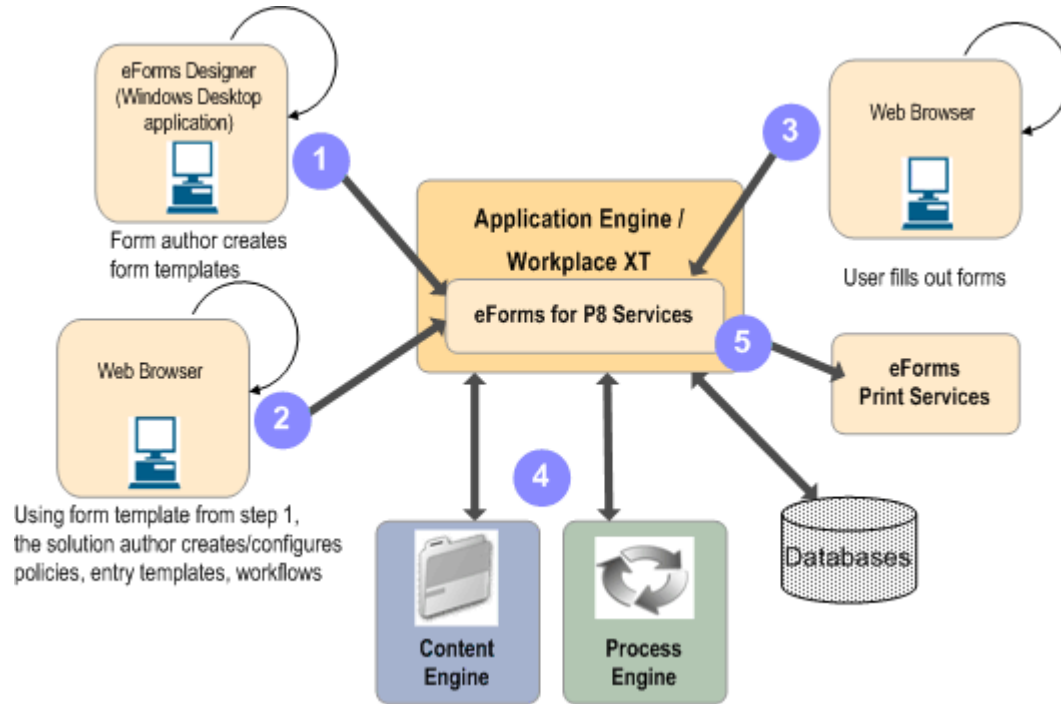 eForms Designer
(Windows Desktop
application)
1
Form author creates
form templates
Web Browser
2
Using form template from step 1,
the solution author creates/configures
policies, entry templates, workflows
Application Engine /
Workplace XT
eForms for P8 Services
3
Web Browser
User fills out forms
5
eForms
Print Services
4
Content
Engine
Process
Engine
Databases